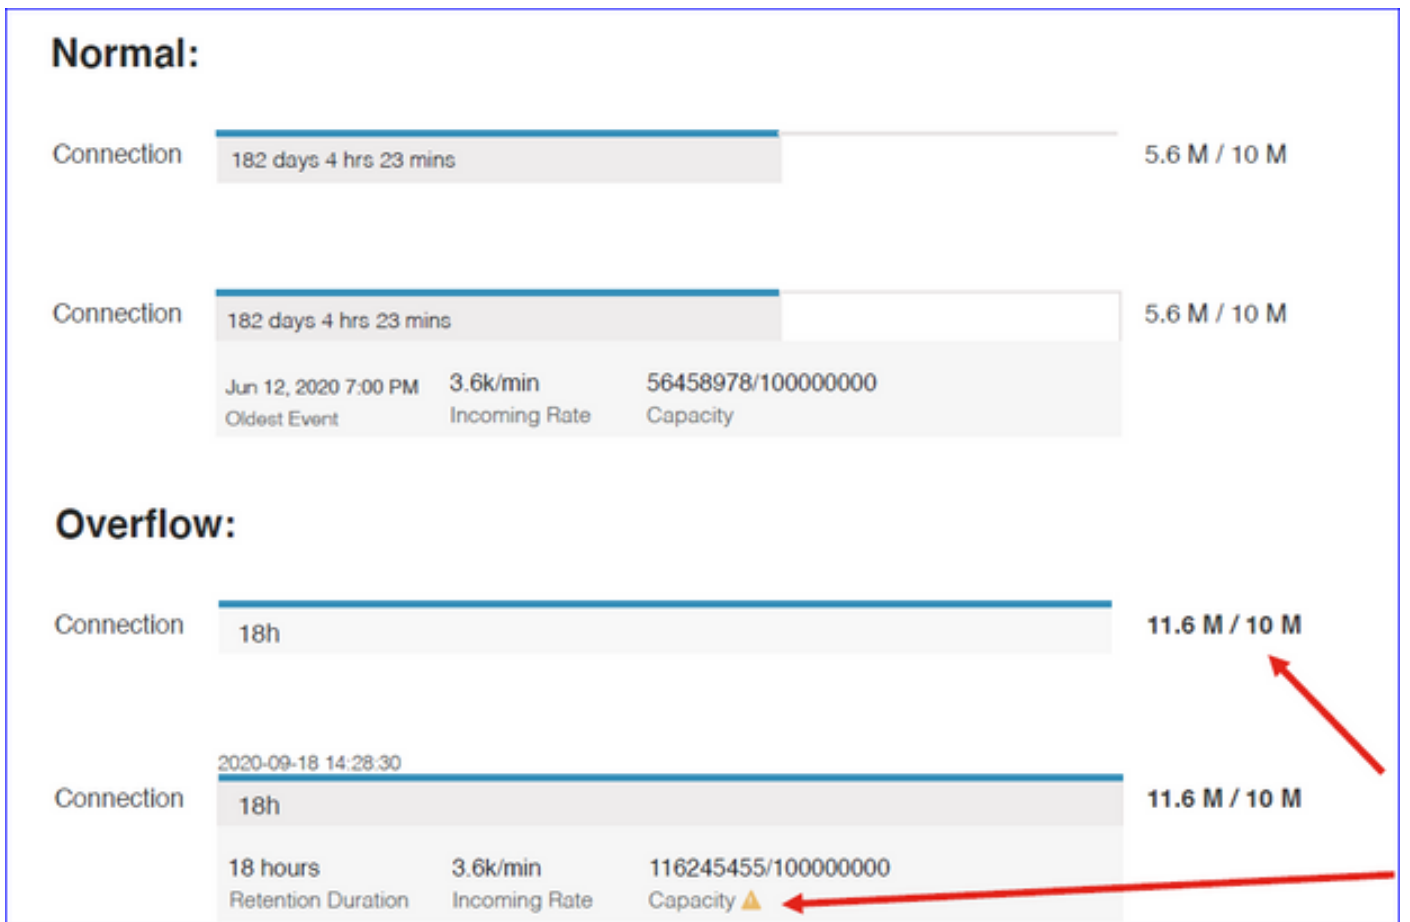 Normal:
Connection 182 days 4 hrs 23 mins 5.6 M / 10 M
Connection 182 days 4 hrs 23 mins 5.6 M / 10 M
Jun 12, 2020 7:00 PM 3.6k/min 56458978/100000000
Oldest Event Incoming Rate Capacity
Overflow:
Connection 18h 11.6 M / 10 M
2020-09-18 14:28:30
Connection 18h 11.6 M / 10 M
18 hours 3.6k/min 116245455/100000000
Retention Duration Incoming Rate Capacity